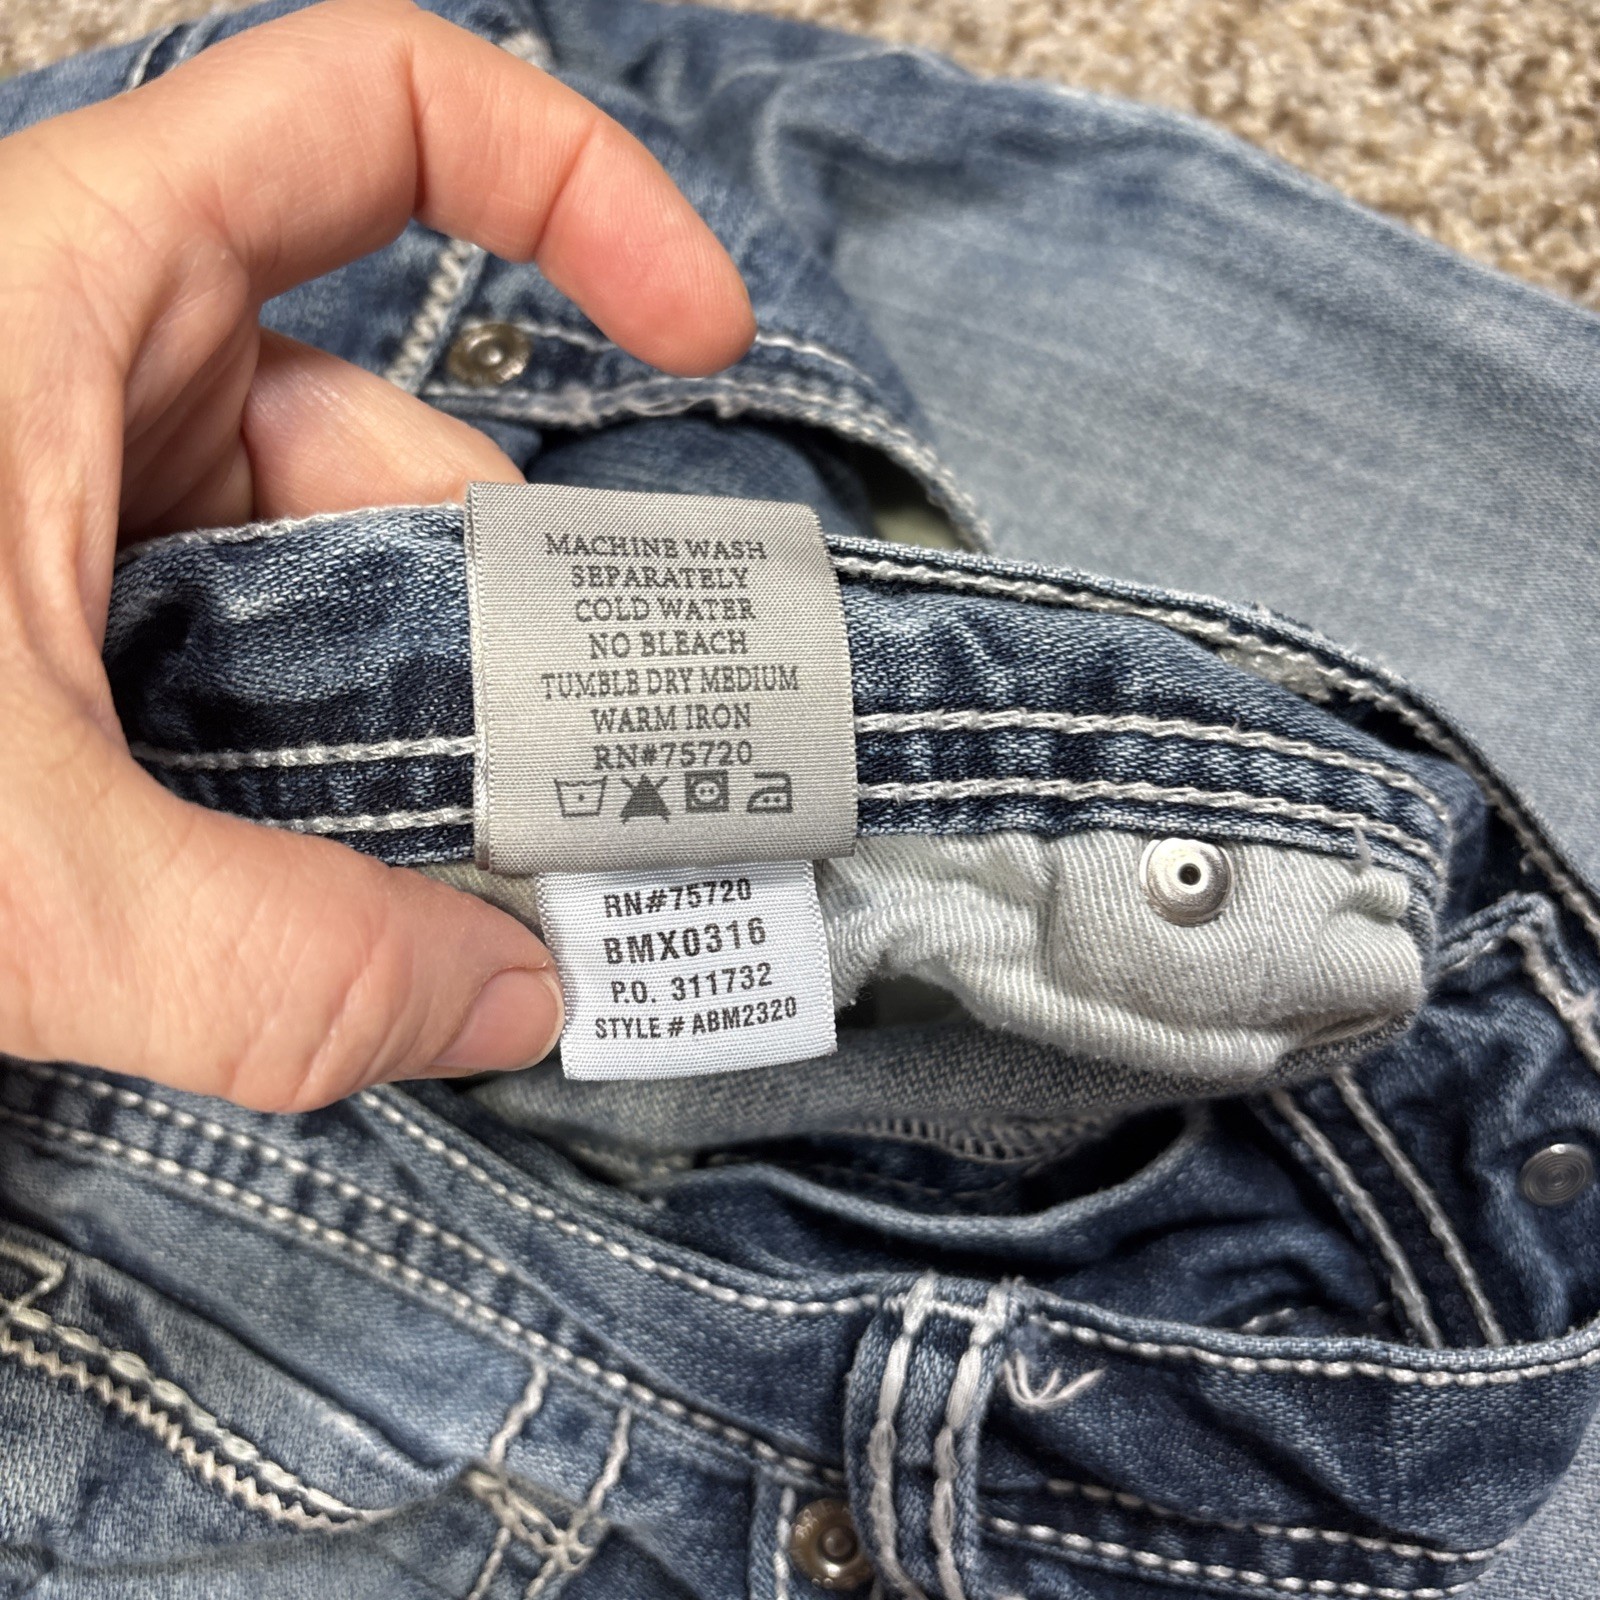 MACHINE WASH
SEPARATELY
COLD WATER
NO BLEACH
TUMBLE DRY MEDIUM
WARM IRON
RN#75720
RN#75720
BMX0316
P.O. 311732
STYLE # ABM2320